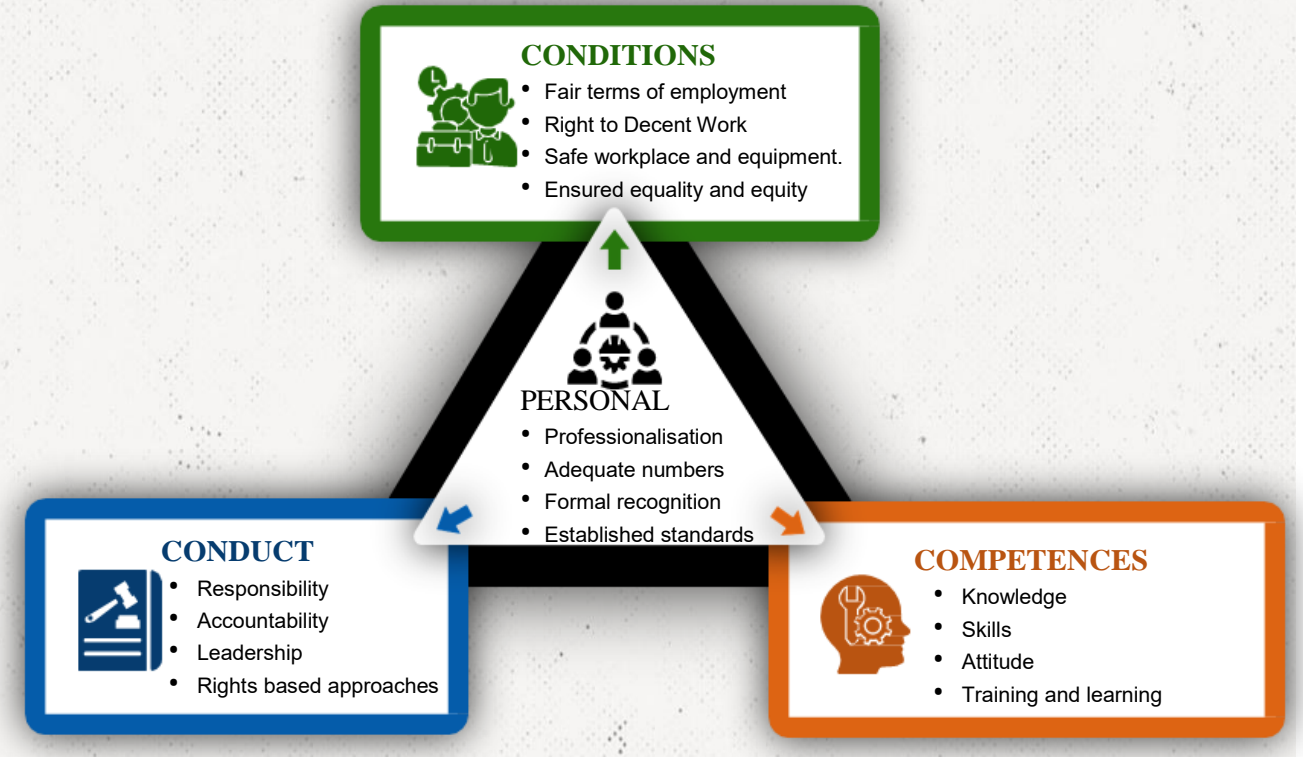 CONDITIONS
• Fair terms of employment
• Right to Decent Work
• Safe workplace and equipment.
• Ensured equality and equity
PERSONAL
• Professionalisation
• Adequate numbers
• Formal recognition
• Established standards
CONDUCT
• Responsibility
• Accountability
• Leadership
• Rights based approaches
COMPETENCES
• Knowledge
• Skills
• Attitude
• Training and learning